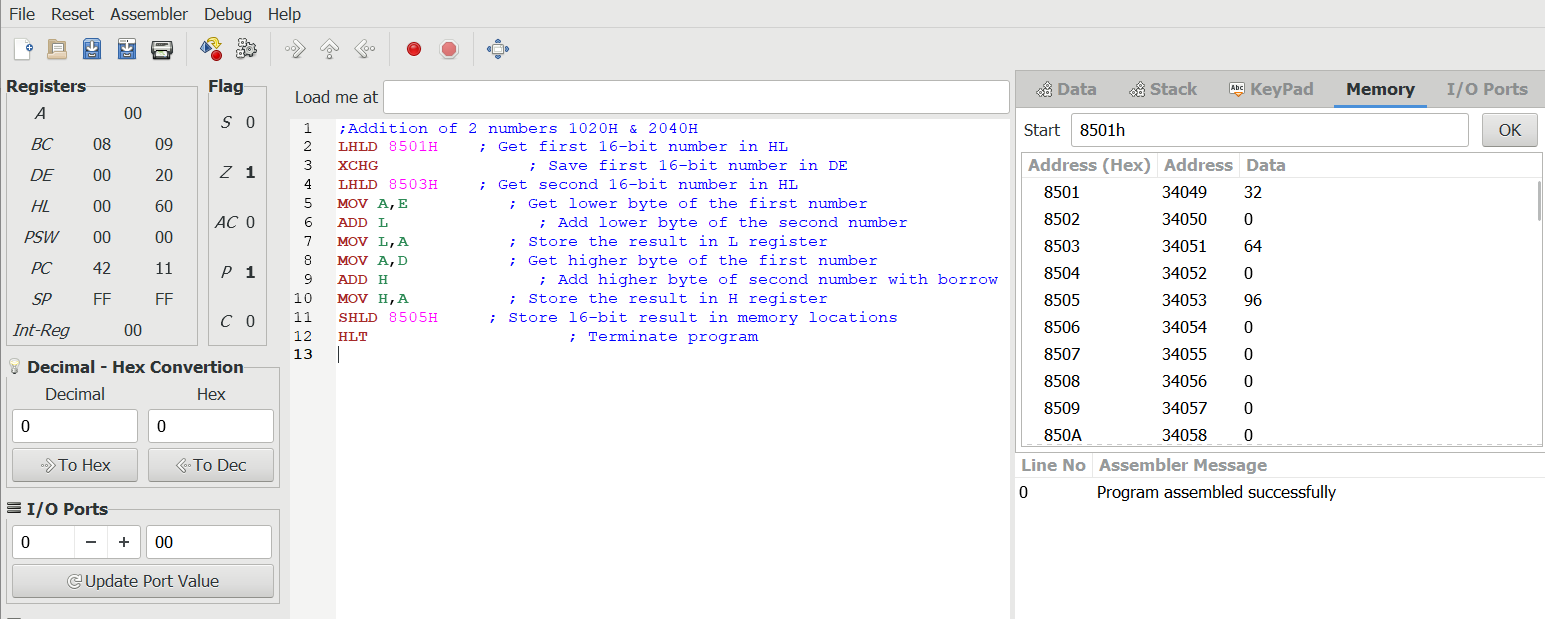 File Reset Assembler Debug Help
Registers
A 00
BC 08 09
DE 00 20
HL 00 60
PSW 00 00
PC 42 11
SP FF FF
Int-Reg 00
Flag
S 0
Z 1
AC 0
P 1
C 0
Decimal - Hex Convertion
Decimal Hex
0 0
To Hex To Dec
I/O Ports
0 − + 00
Update Port Value
Load me at
1 ;Addition of 2 numbers 1020H & 2040H
2 LHLD 8501H ; Get first 16-bit number in HL
3 XCHG ; Save first 16-bit number in DE
4 LHLD 8503H ; Get second 16-bit number in HL
5 MOV A,E ; Get lower byte of the first number
6 ADD L ; Add lower byte of the second number
7 MOV L,A ; Store the result in L register
8 MOV A,D ; Get higher byte of the first number
9 ADD H ; Add higher byte of second number with borrow
10 MOV H,A ; Store the result in H register
11 SHLD 8505H ; Store l6-bit result in memory locations
12 HLT ; Terminate program
13
Data Stack Abc KeyPad Memory I/O Ports
Start 8501h OK
Address (Hex) Address Data
8501 34049 32
8502 34050 0
8503 34051 64
8504 34052 0
8505 34053 96
8506 34054 0
8507 34055 0
8508 34056 0
8509 34057 0
850A 34058 0
Line No Assembler Message
0 Program assembled successfully